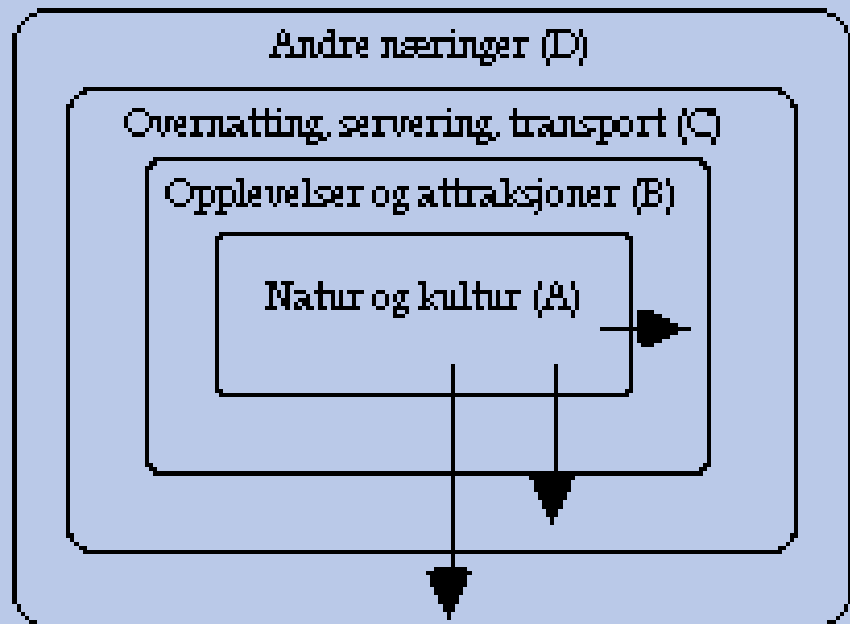 Andre næringer (D)
Overnatting, servering, transport (C)
Opplevelser og attraksjoner (B)
Natur og kultur (A)